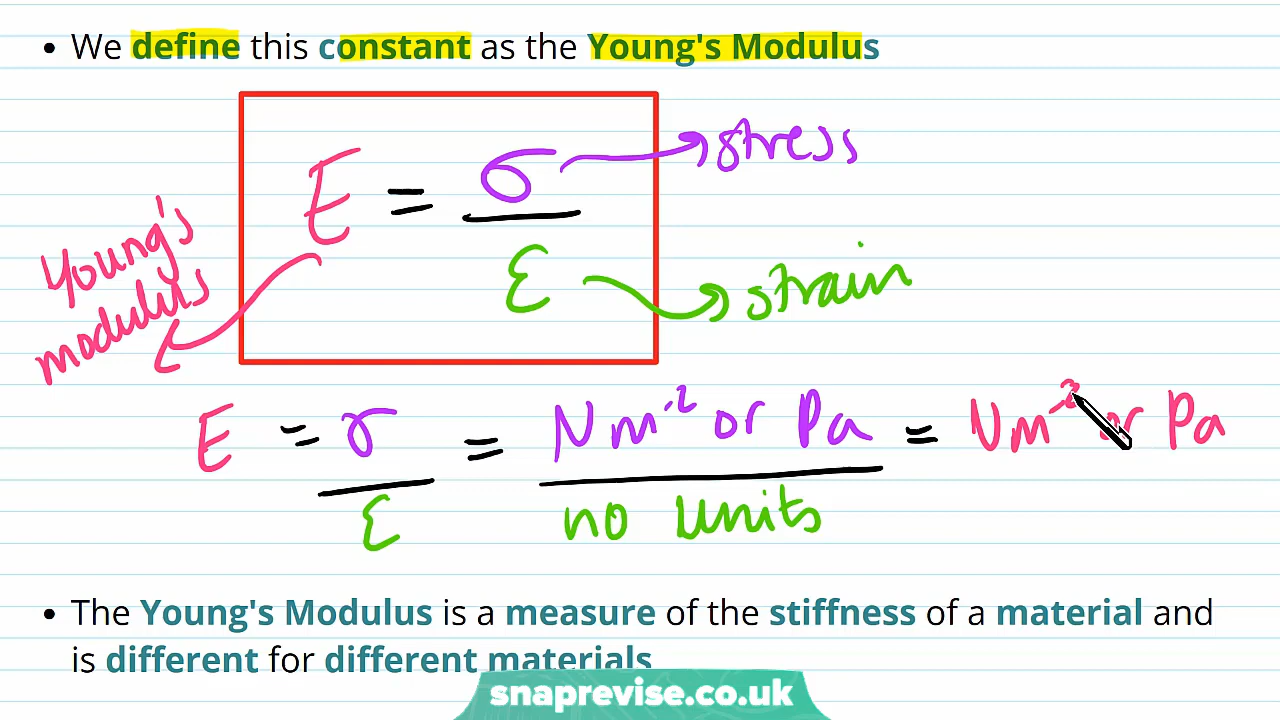 • We define this constant as the Young's Modulus
E = σ / ε
stress
strain
Young's
modulus
E = σ / ε = Nm⁻² or Pa / no units = Nm⁻² or Pa
• The Young's Modulus is a measure of the stiffness of a material and
is different for different materials
snaprevise.co.uk